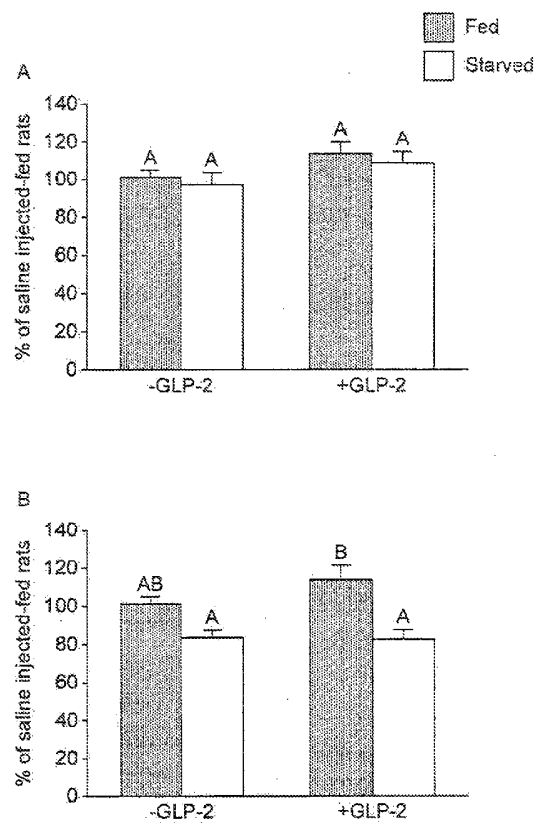 Fed
Starved
A
% of saline injected-fed rats
140
120
100
80
60
40
20
0
A
A
A
A
-GLP-2
+GLP-2
B
% of saline injected-fed rats
140
120
100
80
60
40
20
0
AB
A
B
A
-GLP-2
+GLP-2